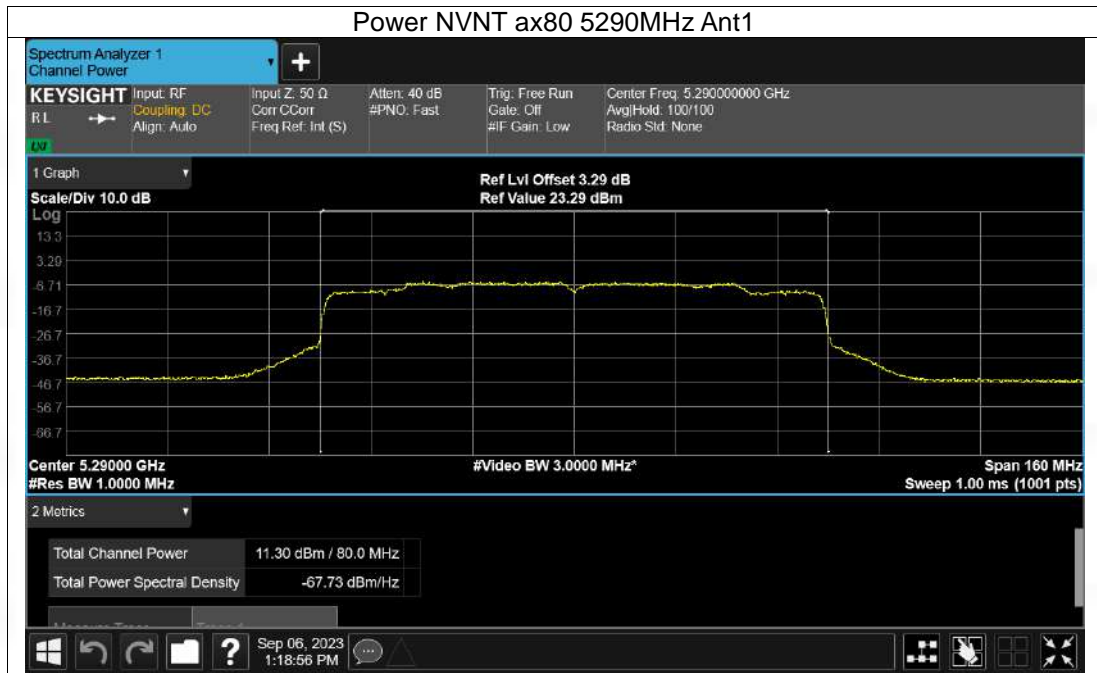 Power NVNT ax80 5290MHz Ant1
Spectrum Analyzer 1
Channel Power
KEYSIGHT
Input: RF
Coupling: DC
Align: Auto
Input Z: 50 Ω
Corr CCorr
Freq Ref: Int (S)
Atten: 40 dB
#PNO: Fast
Trig: Free Run
Gate: Off
#IF Gain: Low
Center Freq: 5.290000000 GHz
Avg|Hold: 100/100
Radio Std: None
R L
LXI
1 Graph
Ref Lvl Offset 3.29 dB
Scale/Div 10.0 dB
Ref Value 23.29 dBm
Log
13.3
3.29
-6.71
-16.7
-26.7
-36.7
-46.7
-56.7
-66.7
Center 5.29000 GHz
#Video BW 3.0000 MHz*
Span 160 MHz
#Res BW 1.0000 MHz
Sweep 1.00 ms (1001 pts)
2 Metrics
Total Channel Power 11.30 dBm / 80.0 MHz
Total Power Spectral Density -67.73 dBm/Hz
Sep 06, 2023
1:18:56 PM